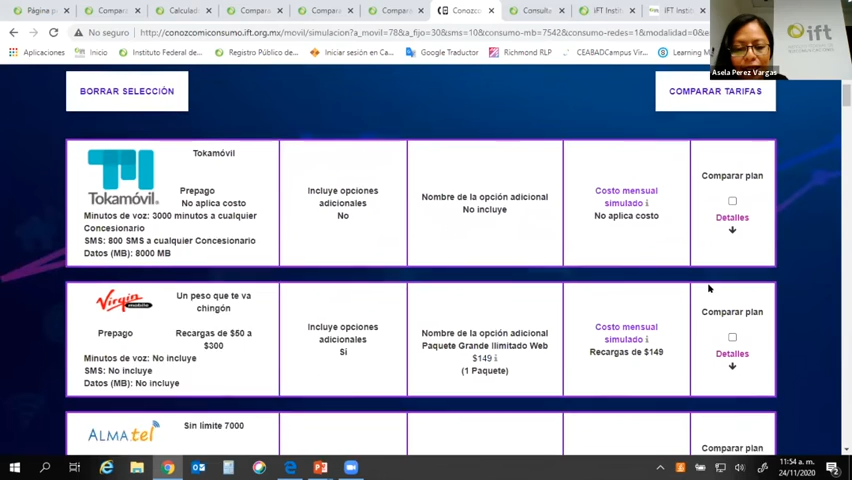 Página p
Compara
Calculad
Compara
Compara
Compara
Conozc
Consulta
IFT Instit
IFT Insti
No seguro
http://conozcomiconsumo.ift.org.mx/movil/simulacion?a_movil=78&a_fijo=30&sms=10&consumo-mb=7542&consumo-redes=1&modalidad=0&e
Aplicaciones
Inicio
Instituto Federal de...
Registro Público de...
Iniciar sesión en Ca...
Google Traductor
Richmond RLP
CEABADCampus Vir...
Learning M
ift
Asela Perez Vargas
BORRAR SELECCIÓN
COMPARAR TARIFAS
Tokamóvil
Tokamóvil
Prepago
No aplica costo
Minutos de voz: 3000 minutos a cualquier
Concesionario
SMS: 800 SMS a cualquier Concesionario
Datos (MB): 8000 MB
Incluye opciones
adicionales
No
Nombre de la opción adicional
No incluye
Costo mensual
simulado i
No aplica costo
Comparar plan
Detalles
Virgin
mobile
Un peso que te va
chingón
Prepago
Recargas de $50 a
$300
Minutos de voz: No incluye
SMS: No incluye
Datos (MB): No incluye
Incluye opciones
adicionales
Sí
Nombre de la opción adicional
Paquete Grande Ilimitado Web
$149 i
(1 Paquete)
Costo mensual
simulado i
Recargas de $149
Comparar plan
Detalles
ALMAtel
Sin límite 7000
Comparar plan
11:54 a. m.
24/11/2020
2